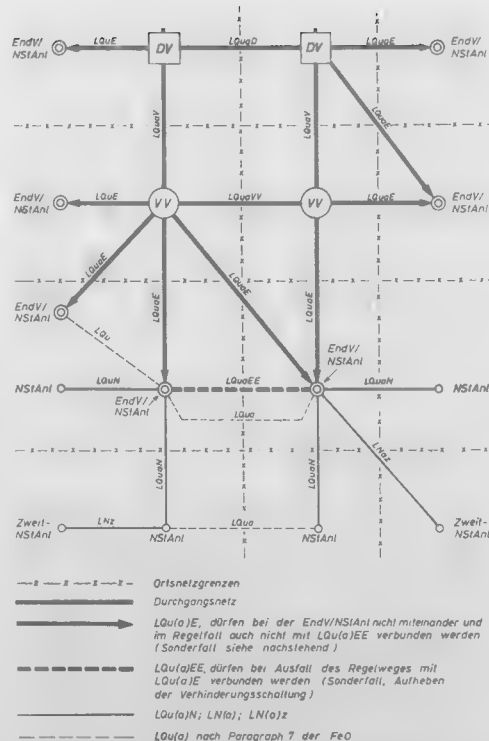 EndV/ NStAnl
LQuE
DV
LQuaD
DV
LQuaE
EndV/ NStAnl
LQuaV
LQuaV
LQuaE
EndV/ NStAnl
LQuE
VV
LQuaVV
VV
LQuaE
EndV/ NStAnl
LQuaE
LQuaE
LQuaE
LQuaE
EndV/ NStAnl
LQu
EndV/ NStAnl
NStAnl
LQuN
LQuaEE
LQuaN
NStAnl
EndV/ NStAnl
LQua
LQuaN
LQuaN
LNaz
Zweit- NStAnl
LNz
NStAnl
LQua
NStAnl
Zweit- NStAnl
Ortsnetzgrenzen
Durchgangsnetz
LQu(a)E, dürfen bei der EndV/NStAnl nicht miteinander und
im Regelfall auch nicht mit LQu(a)EE verbunden werden
(Sonderfall siehe nachstehend)
LQu(a)EE, dürfen bei Ausfall des Regelweges mit
LQu(a)E verbunden werden (Sonderfall, Aufheben
der Verhinderungsschaltung)
LQu(a)N; LN(a); LN(a)z
LQu(a) nach Paragraph 7 der FeO